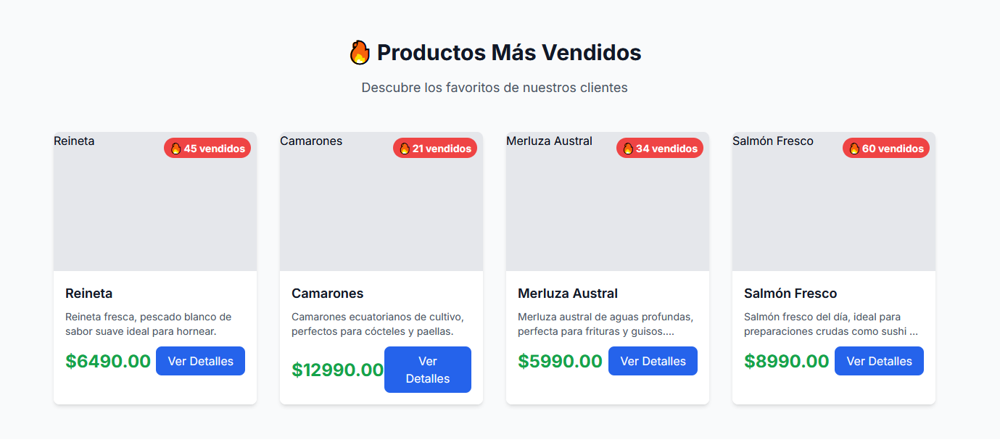 🔥 Productos Más Vendidos
Descubre los favoritos de nuestros clientes
Reineta
🔥 45 vendidos
Reineta
Reineta fresca, pescado blanco de
sabor suave ideal para hornear.
$6490.00
Ver Detalles
Camarones
🔥 21 vendidos
Camarones
Camarones ecuatorianos de cultivo,
perfectos para cócteles y paellas.
$12990.00
Ver
Detalles
Merluza Austral
🔥 34 vendidos
Merluza Austral
Merluza austral de aguas profundas,
perfecta para frituras y guisos....
$5990.00
Ver Detalles
Salmón Fresco
🔥 60 vendidos
Salmón Fresco
Salmón fresco del día, ideal para
preparaciones crudas como sushi ...
$8990.00
Ver Detalles